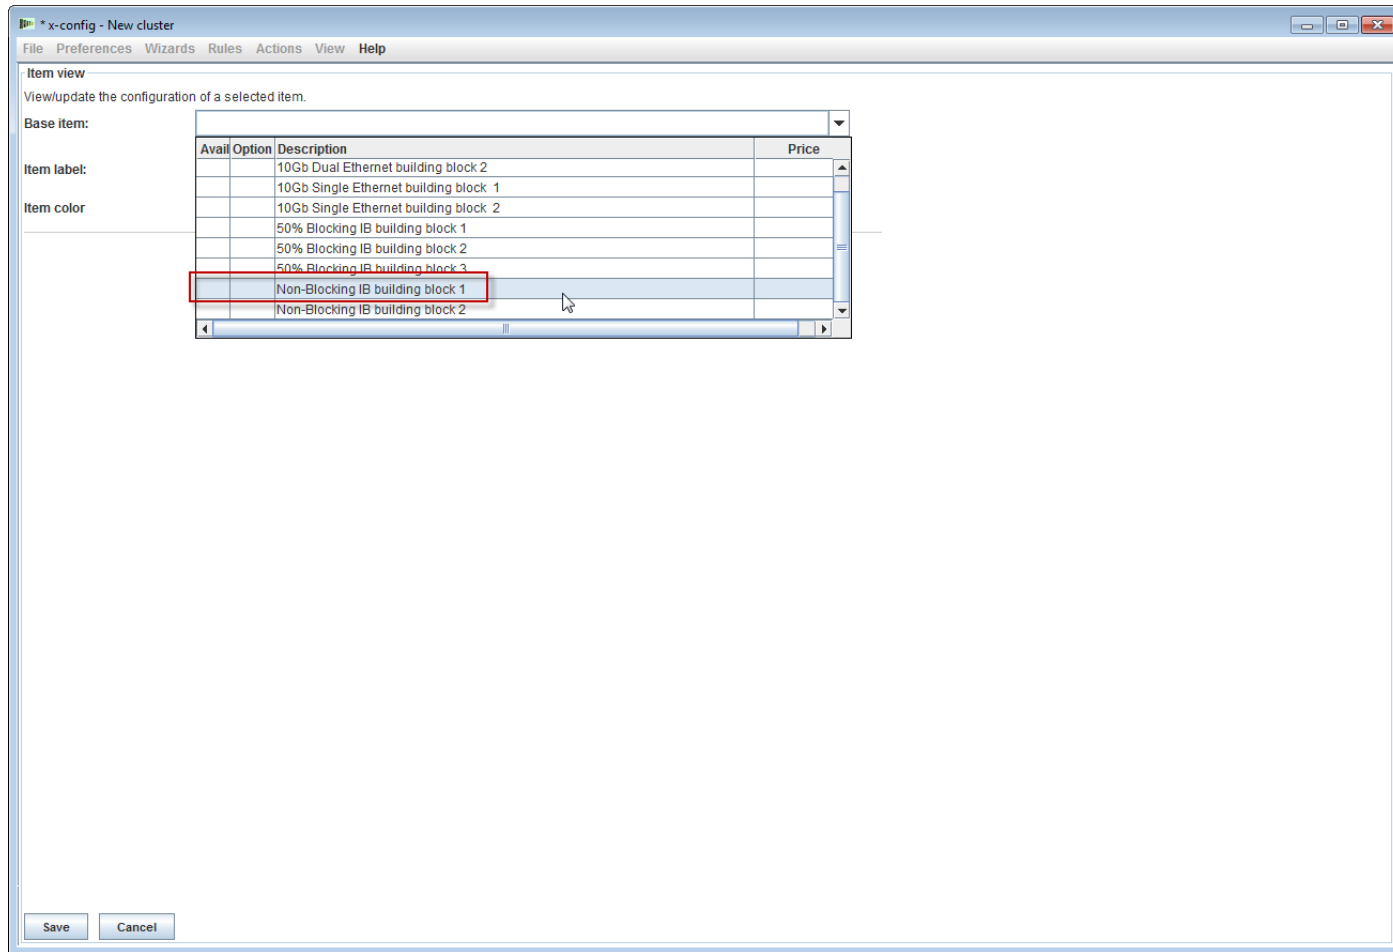 * x-config - New cluster
File Preferences Wizards Rules Actions View Help
Item view
View/update the configuration of a selected item.
Base item:
Avail Option Description Price
Item label:
10Gb Dual Ethernet building block 2
10Gb Single Ethernet building block 1
Item color
10Gb Single Ethernet building block 2
50% Blocking IB building block 1
50% Blocking IB building block 2
50% Blocking IB building block 3
Non-Blocking IB building block 1
Non-Blocking IB building block 2
Save Cancel